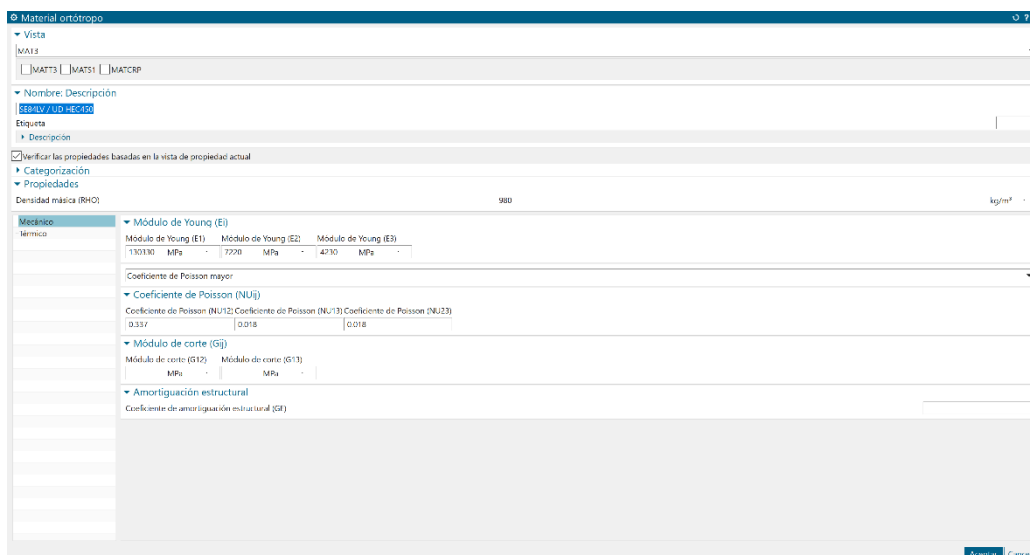 Material ortótropo
Vista
MAT3
MATT3 MATS1 MATCRP
Nombre: Descripción
SE84LV / UD HEC450
Etiqueta
Descripción
Verificar las propiedades basadas en la vista de propiedad actual
Categorización
Propiedades
Densidad másica (RHO) 980 kg/m³
Mecánico
Térmico
Módulo de Young (Ei)
Módulo de Young (E1) Módulo de Young (E2) Módulo de Young (E3)
130330 MPa 7220 MPa 4230 MPa
Coeficiente de Poisson mayor
Coeficiente de Poisson (NUij)
Coeficiente de Poisson (NU12) Coeficiente de Poisson (NU13) Coeficiente de Poisson (NU23)
0.337 0.018 0.018
Módulo de corte (Gij)
Módulo de corte (G12) Módulo de corte (G13)
MPa MPa
Amortiguación estructural
Coeficiente de amortiguación estructural (GE)
Aceptar Cance